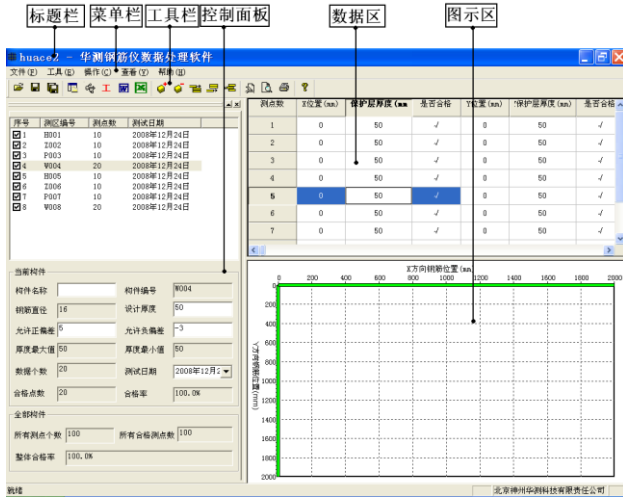 标题栏 菜单栏 工具栏 控制面板 数据区 图示区
huace2 - 华测钢筋仪数据处理软件
文件(F) 工具(E) 操作(C) 查看(V) 帮助(H)
序号 测区编号 测点数 测试日期
1 H001 10 2008年12月24日
2 I002 10 2008年12月24日
3 P003 10 2008年12月24日
4 W004 20 2008年12月24日
5 H005 10 2008年12月24日
6 I006 10 2008年12月24日
7 P007 10 2008年12月24日
8 W008 20 2008年12月24日
测点数 X位置(mm) 保护层厚度(mm 是否合格 Y位置(mm) 保护层厚度(mm) 是否合格
1 0 50 √ 0 50 √
2 0 50 √ 0 50 √
3 0 50 √ 0 50 √
4 0 50 √ 0 50 √
5 0 50 √ 0 50 √
6 0 50 √ 0 50 √
7 0 50 √ 0 50 √
当前构件
构件名称 构件编号 W004
钢筋直径 16 设计厚度 50
允许正偏差 5 允许负偏差 -3
厚度最大值 50 厚度最小值 50
数据个数 20 测试日期 2008年12月2
合格点数 20 合格率 100.0%
全部构件
所有测点个数 100 所有合格测点数 100
整体合格率 100.0%
X方向钢筋位置(mm)
0 200 400 600 800 1000 1200 1400 1600 1800 2000
Y方向钢筋位置(mm)
0
200
400
600
800
1000
1200
1400
1600
1800
2000
就绪 北京神州华测科技有限责任公司